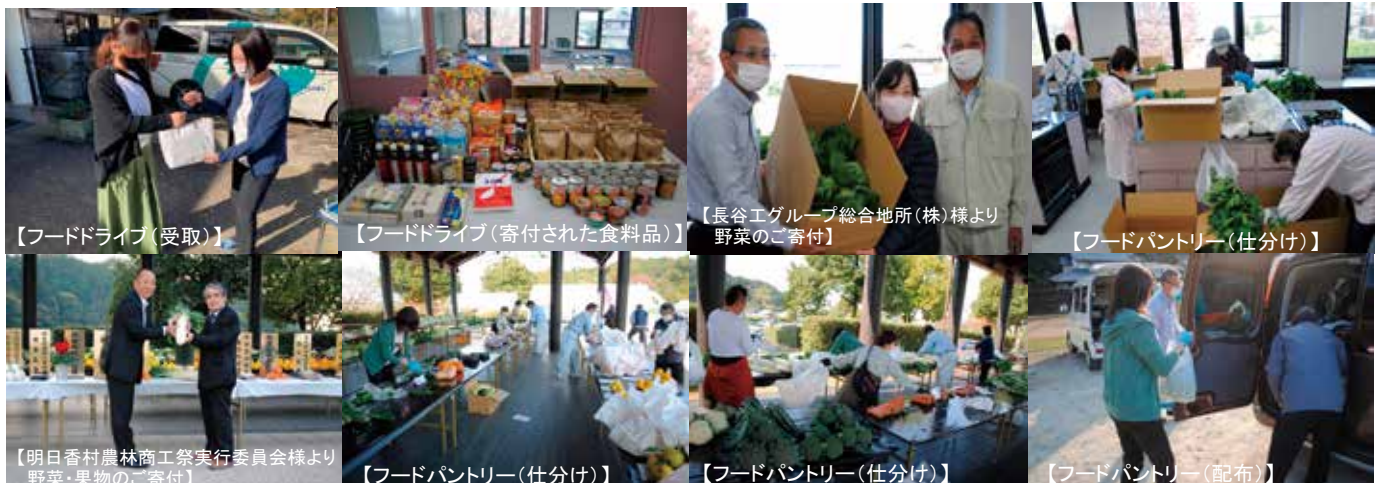 【フードドライブ（受取）】
【フードドライブ（寄付された食料品）】
【長谷工グループ総合地所（株）様より
野菜のご寄付】
【フードパントリー（仕分け）】
【明日香村農林商工祭実行委員会様より
野菜・果物のご寄付】
【フードパントリー（仕分け）】
【フードパントリー（仕分け）】
【フードパントリー（配布）】